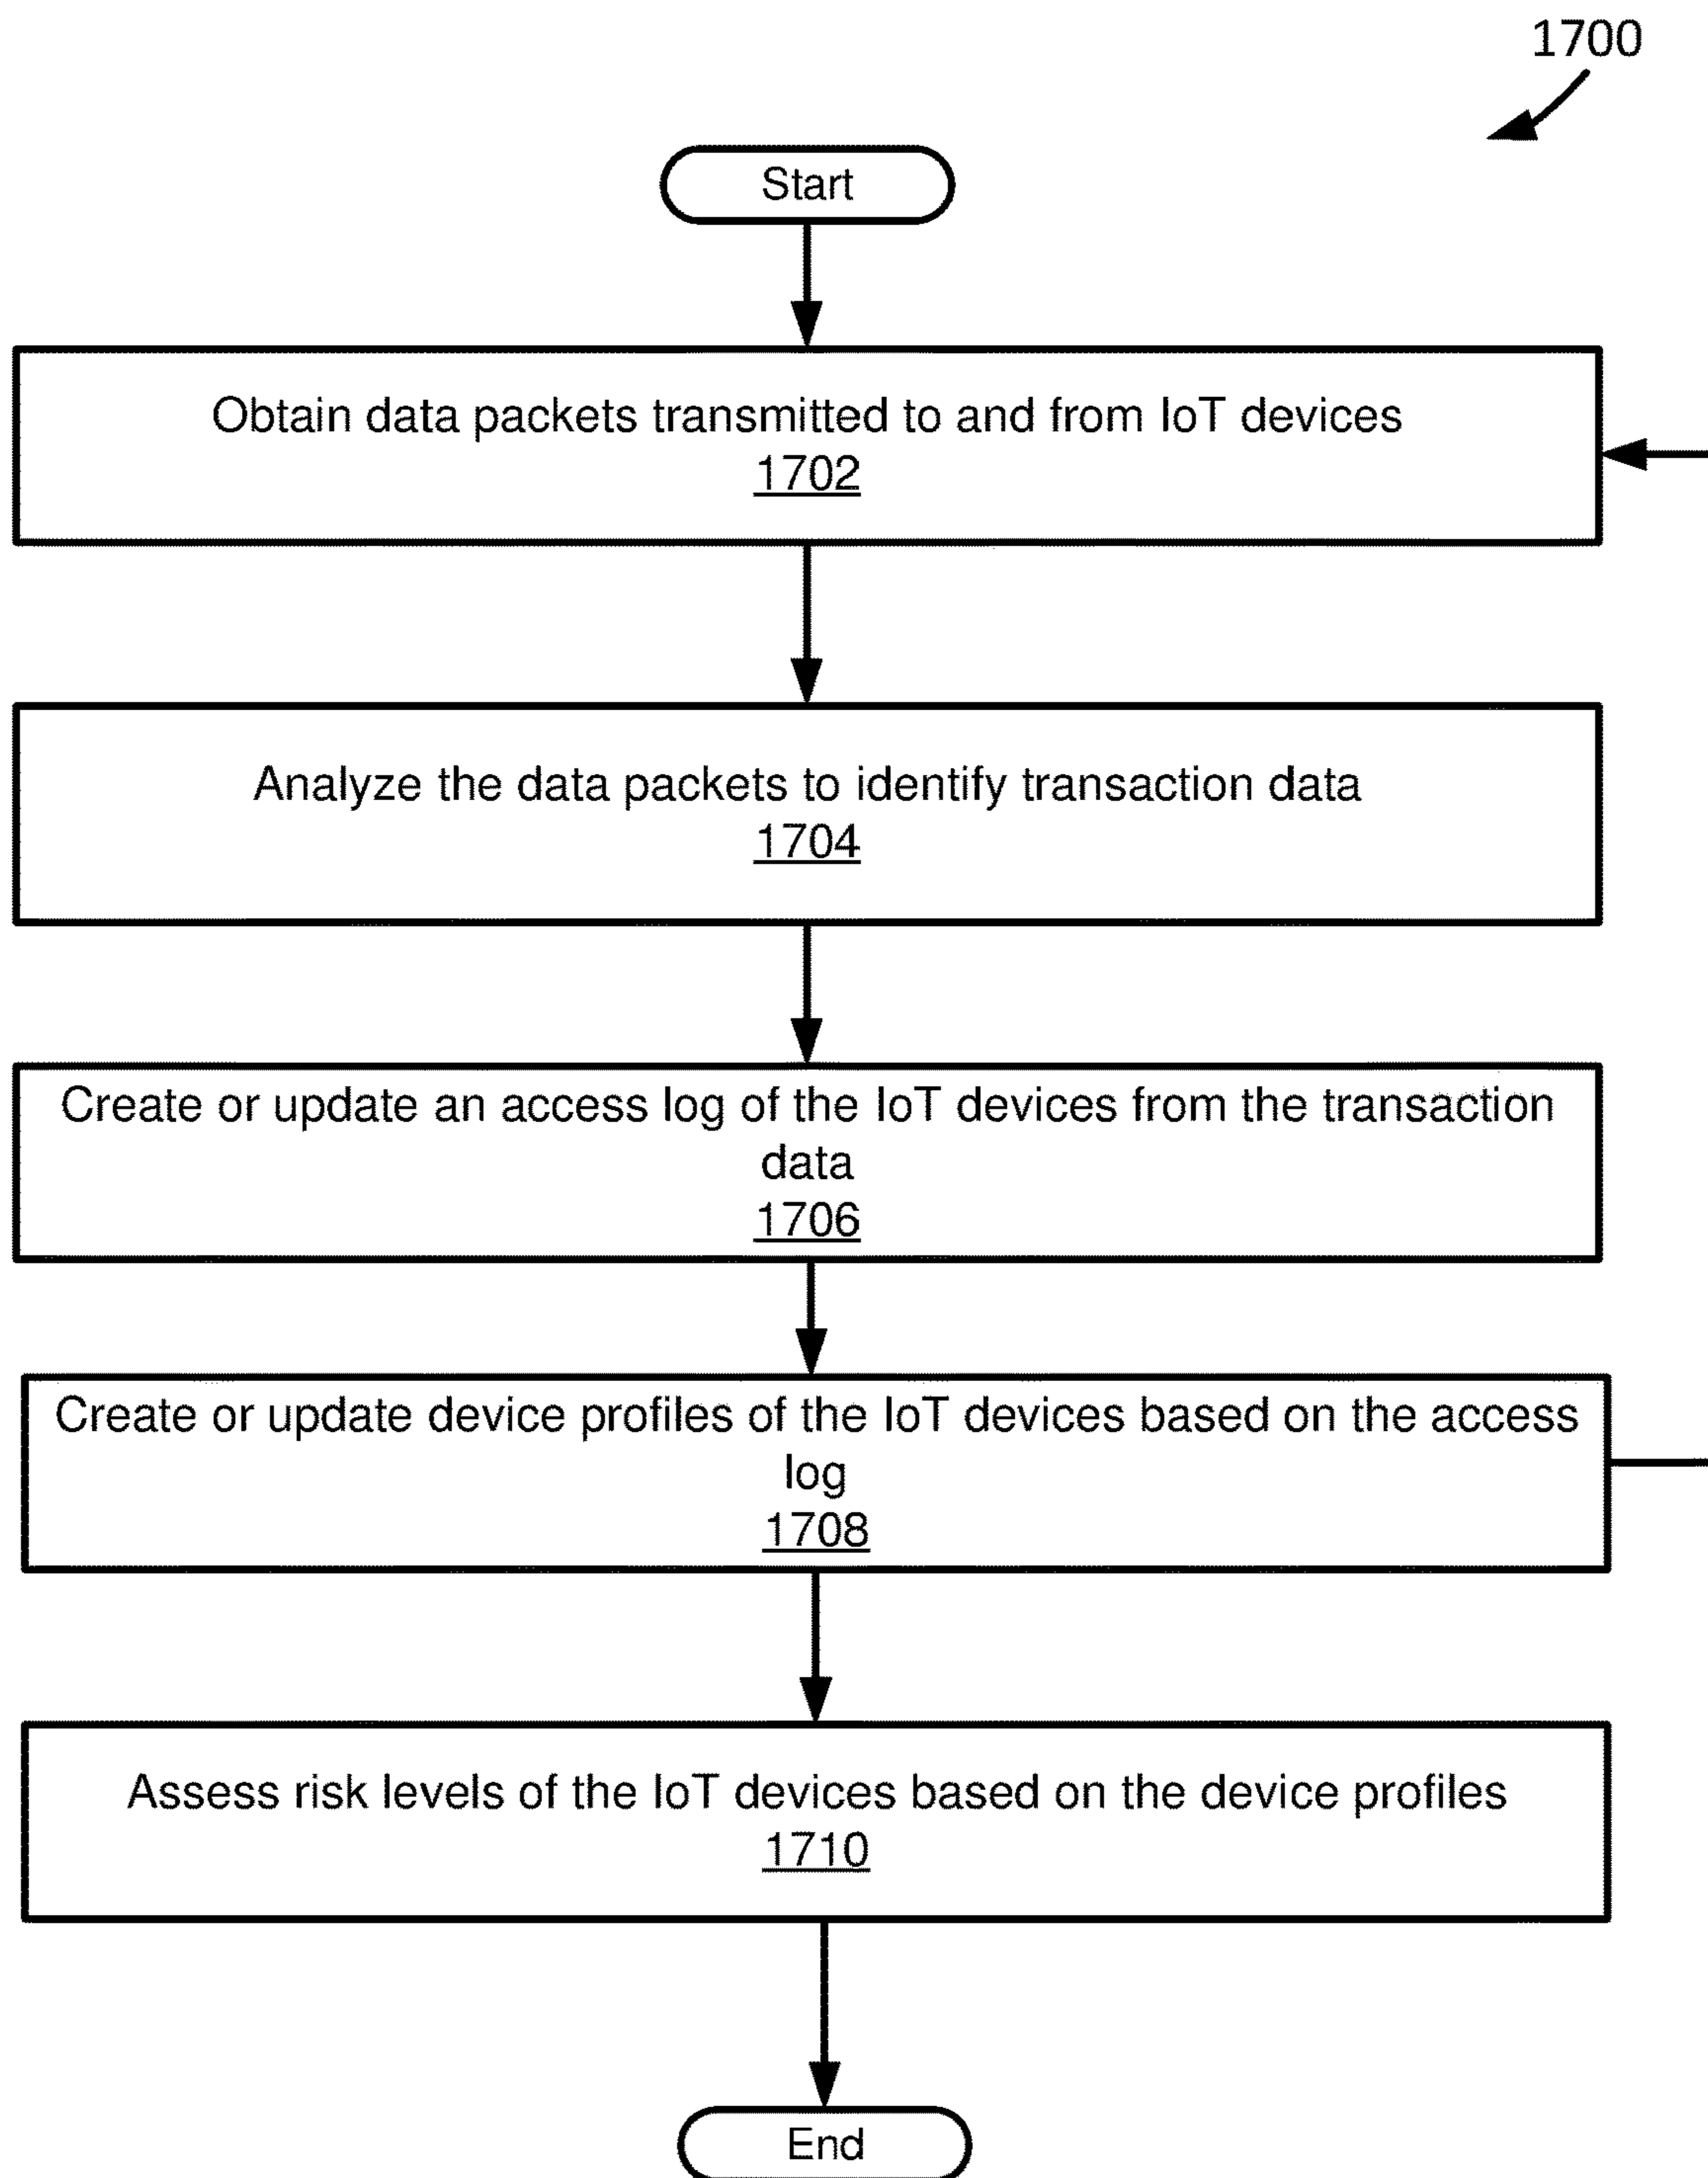 1700
Start
Obtain data packets transmitted to and from IoT devices
1702
Analyze the data packets to identify transaction data
1704
Create or update an access log of the IoT devices from the transaction
data
1706
Create or update device profiles of the IoT devices based on the access
log
1708
Assess risk levels of the IoT devices based on the device profiles
1710
End